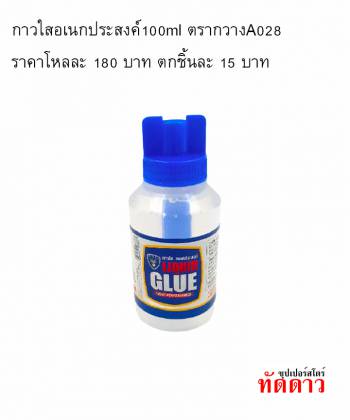 กาวใสอเนกประสงค์100ml ตรากวางA028
ราคาโหลละ 180 บาท ตกชิ้นละ 15 บาท
LIQUID
GLUE
ซุปเปอร์สโตร์
ทัดดาว